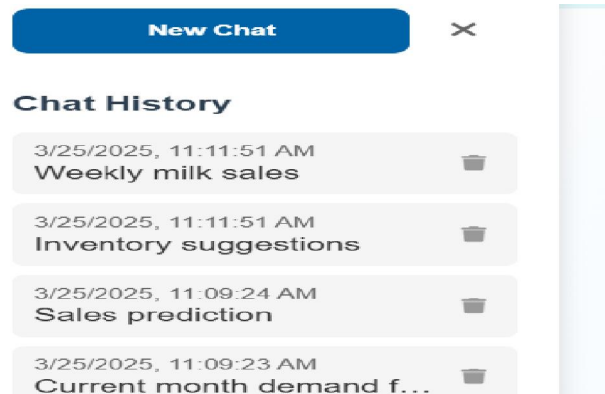 New Chat
Chat History
3/25/2025, 11:11:51 AM
Weekly milk sales
3/25/2025, 11:11:51 AM
Inventory suggestions
3/25/2025, 11:09:24 AM
Sales prediction
3/25/2025, 11:09:23 AM
Current month demand f...